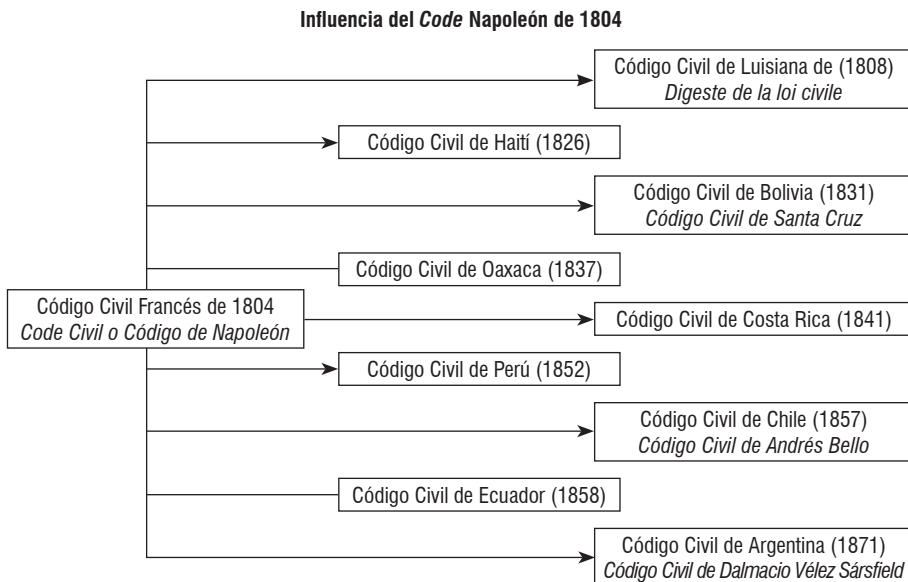 Influencia del Code Napoleón de 1804
Código Civil de Luisiana de (1808)
Digeste de la loi civile
Código Civil de Haití (1826)
Código Civil de Bolivia (1831)
Código Civil de Santa Cruz
Código Civil de Oaxaca (1837)
Código Civil Francés de 1804
Code Civil o Código de Napoleón
Código Civil de Costa Rica (1841)
Código Civil de Perú (1852)
Código Civil de Chile (1857)
Código Civil de Andrés Bello
Código Civil de Ecuador (1858)
Código Civil de Argentina (1871)
Código Civil de Dalmacio Vélez Sársfield